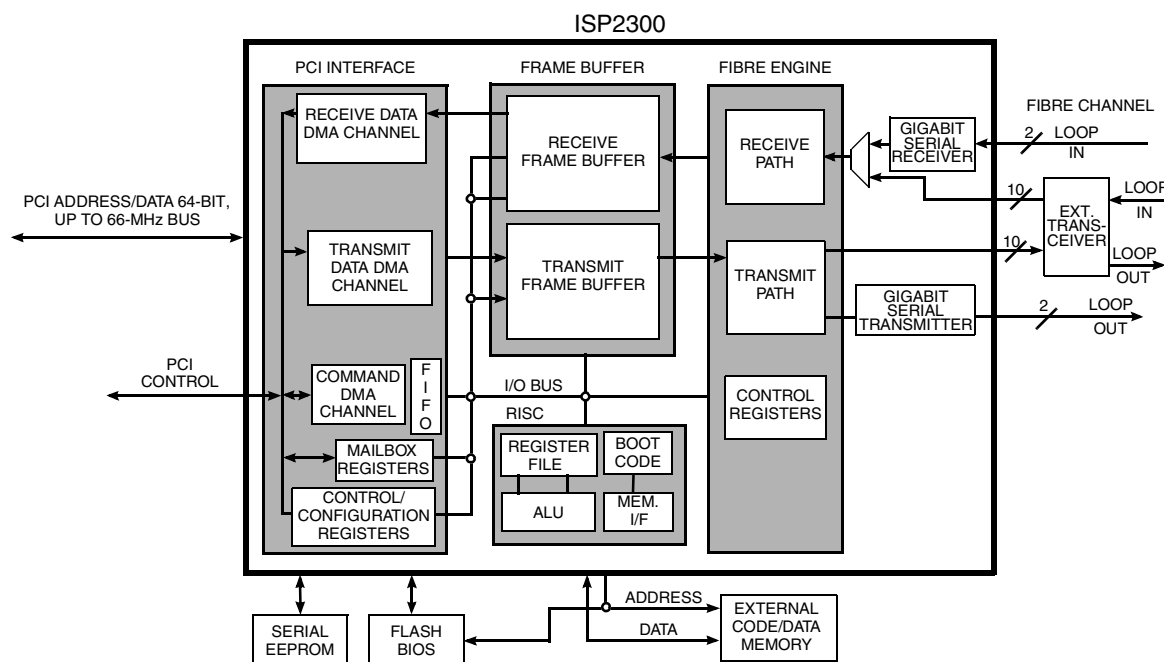 ISP2300
PCI INTERFACE
FRAME BUFFER
FIBRE ENGINE
RECEIVE DATA
DMA CHANNEL
RECEIVE
FRAME BUFFER
RECEIVE
PATH
GIGABIT
SERIAL
RECEIVER
FIBRE CHANNEL
2
LOOP
IN
PCI ADDRESS/DATA 64-BIT,
UP TO 66-MHz BUS
10
EXT.
TRANS-
CEIVER
LOOP
IN
TRANSMIT
DATA DMA
CHANNEL
TRANSMIT
FRAME BUFFER
TRANSMIT
PATH
10
LOOP
OUT
GIGABIT
SERIAL
TRANSMITTER
2
LOOP
OUT
PCI
CONTROL
COMMAND
DMA
CHANNEL
F
I
F
O
I/O BUS
CONTROL
REGISTERS
RISC
MAILBOX
REGISTERS
REGISTER
FILE
BOOT
CODE
CONTROL/
CONFIGURATION
REGISTERS
ALU
MEM.
I/F
SERIAL
EEPROM
FLASH
BIOS
ADDRESS
DATA
EXTERNAL
CODE/DATA
MEMORY